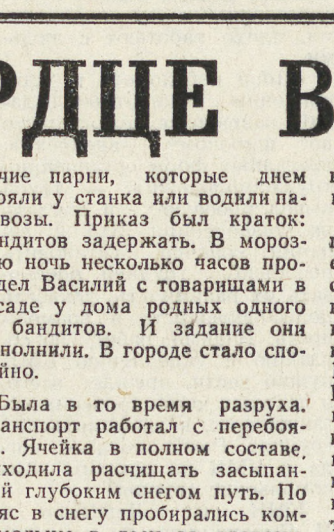 РДЦЕ В
чие парни, которые днем
ояли у станка или водили па-
возы. Приказ был краток:
ндитов задержать. В мороз-
ю ночь несколько часов про-
дел Василий с товарищами в
саде у дома родных одного
бандитов. И задание они
полнили. В городе стало спо-
йно.
Была в то время разруха.
анспорт работал с перебоя-
. Ячейка в полном составе
ходила расчищать засыпан-
й глубоким снегом путь. По
яс в снегу пробирались ком-